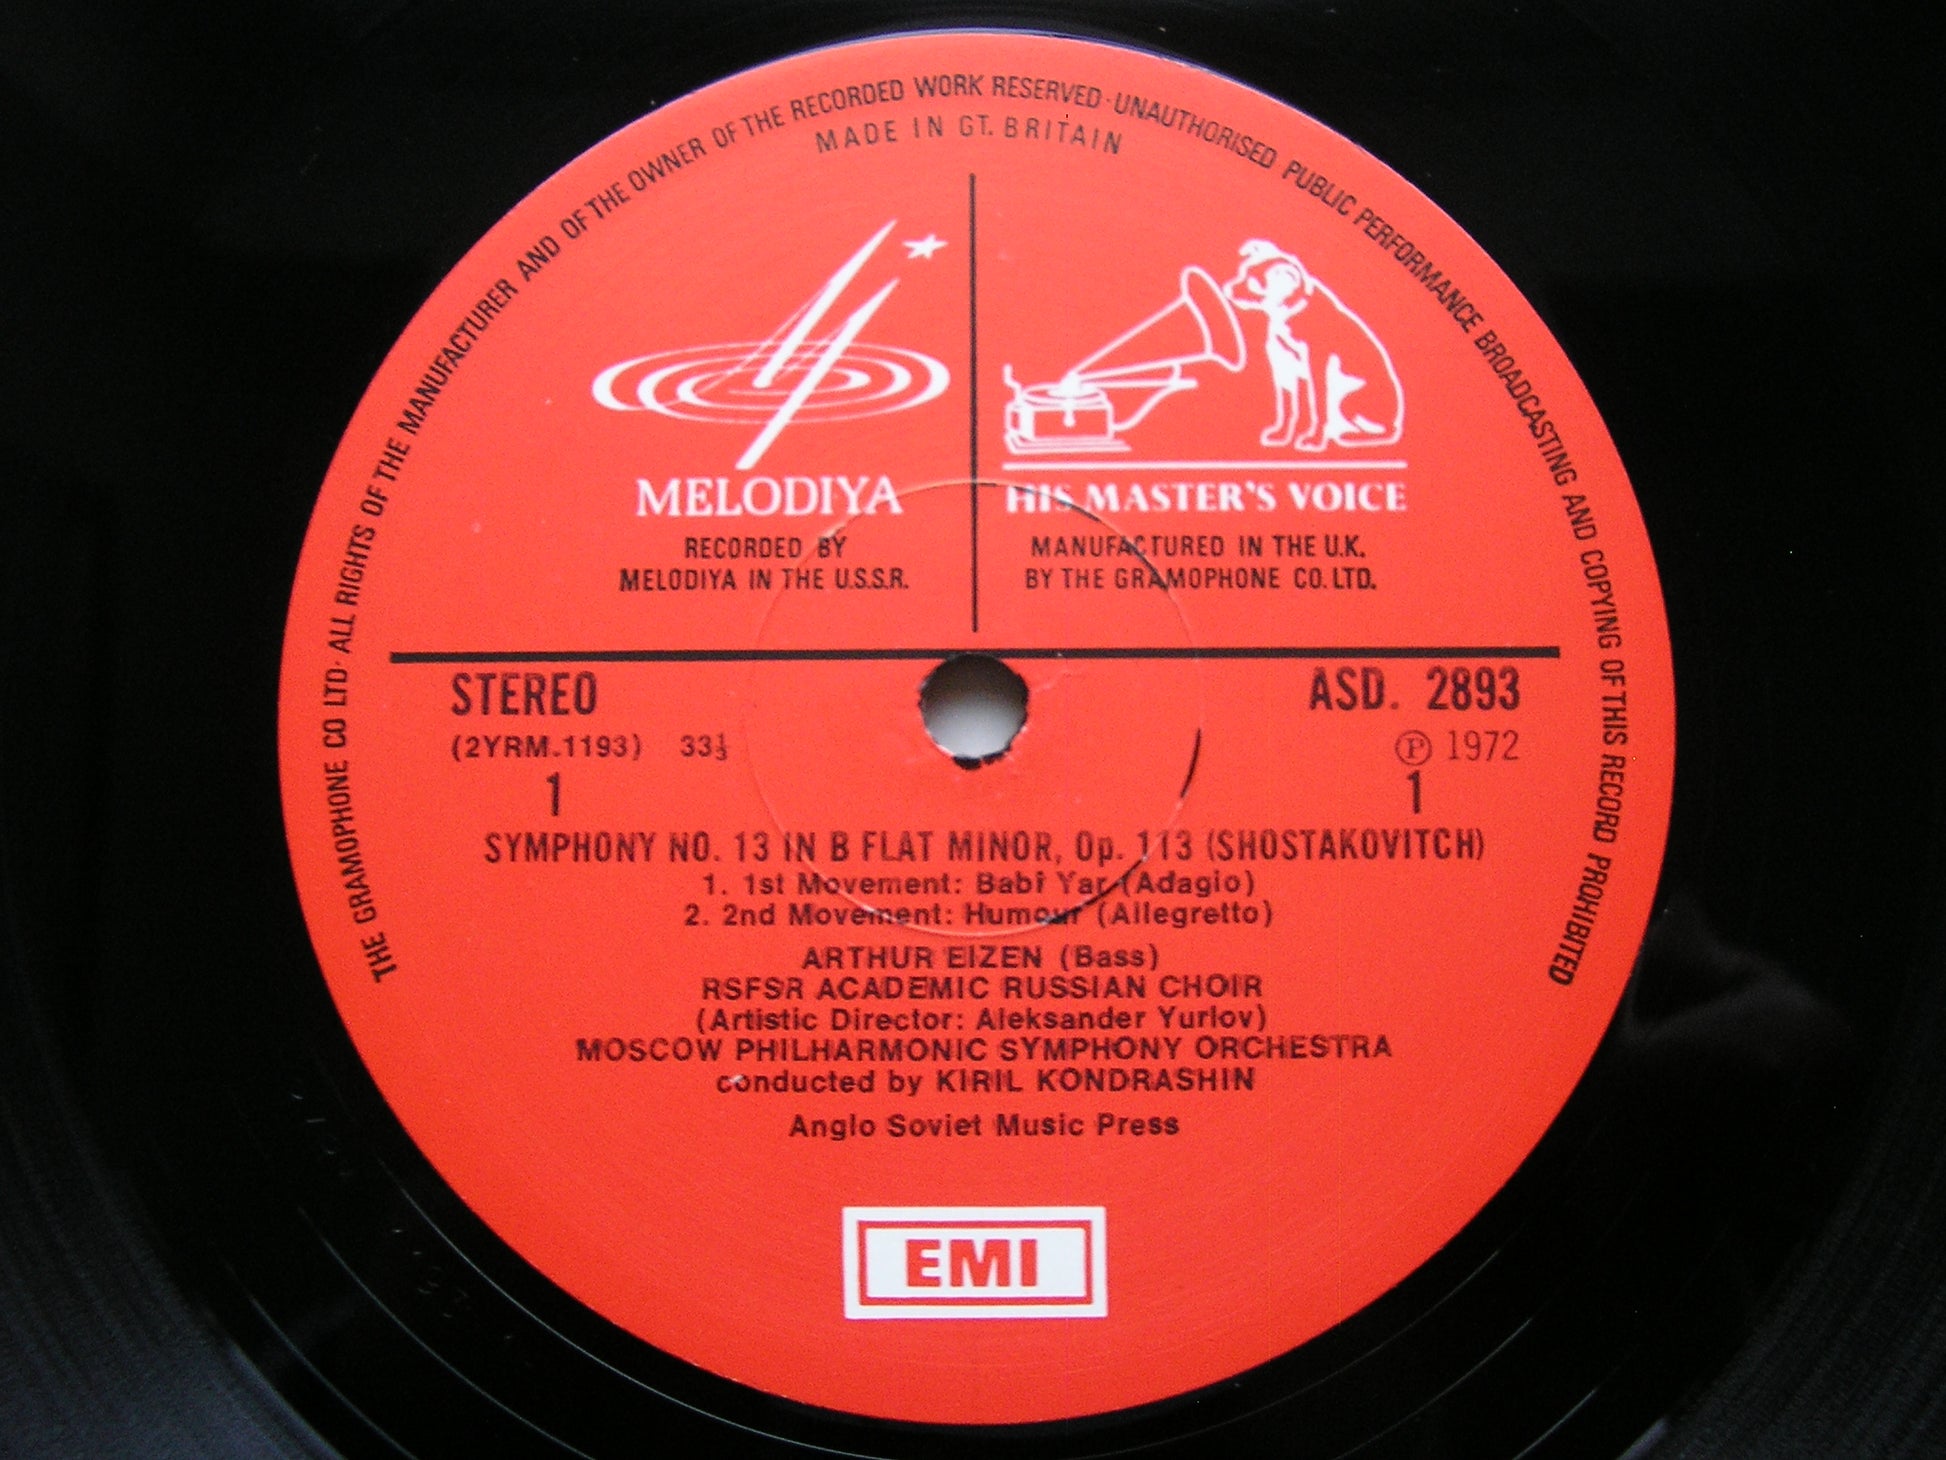 THE GRAMOPHONE CO LTD · ALL RIGHTS OF THE MANUFACTURER AND OF THE OWNER OF THE RECORDED WORK RESERVED · UNAUTHORISED PUBLIC PERFORMANCE BROADCASTING AND COPYING OF THIS RECORD PROHIBITED
MADE IN GT. BRITAIN
MELODIYA
RECORDED BY
MELODIYA IN THE U.S.S.R.
HIS MASTER'S VOICE
MANUFACTURED IN THE U.K.
BY THE GRAMOPHONE CO. LTD.
STEREO ASD. 2893
(2YRM.1193) 33⅓ Ⓟ 1972
1 1
SYMPHONY NO. 13 IN B FLAT MINOR, Op. 113 (SHOSTAKOVITCH)
1. 1st Movement: Babi Yar (Adagio)
2. 2nd Movement: Humour (Allegretto)
ARTHUR EIZEN (Bass)
RSFSR ACADEMIC RUSSIAN CHOIR
(Artistic Director: Aleksander Yurlov)
MOSCOW PHILHARMONIC SYMPHONY ORCHESTRA
conducted by KIRIL KONDRASHIN
Anglo Soviet Music Press
EMI